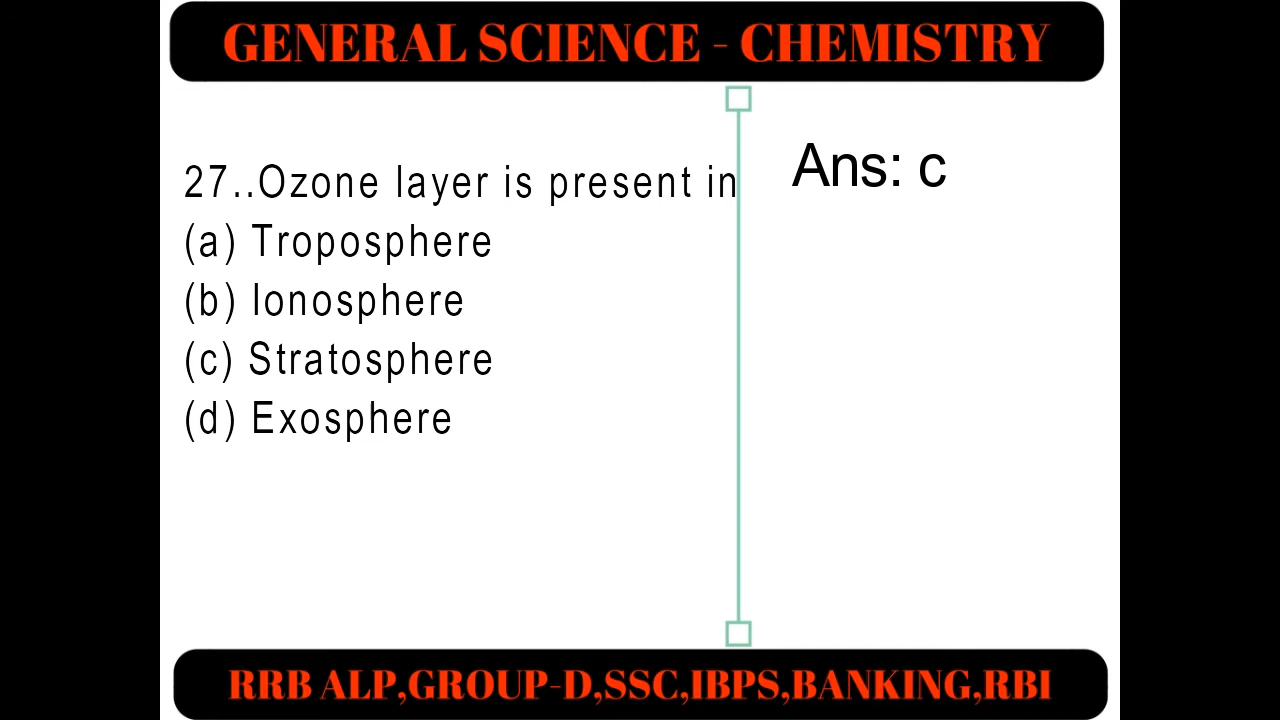 GENERAL SCIENCE - CHEMISTRY
27..Ozone layer is present in
(a) Troposphere
(b) Ionosphere
(c) Stratosphere
(d) Exosphere
Ans: c
RRB ALP,GROUP-D,SSC,IBPS,BANKING,RBI